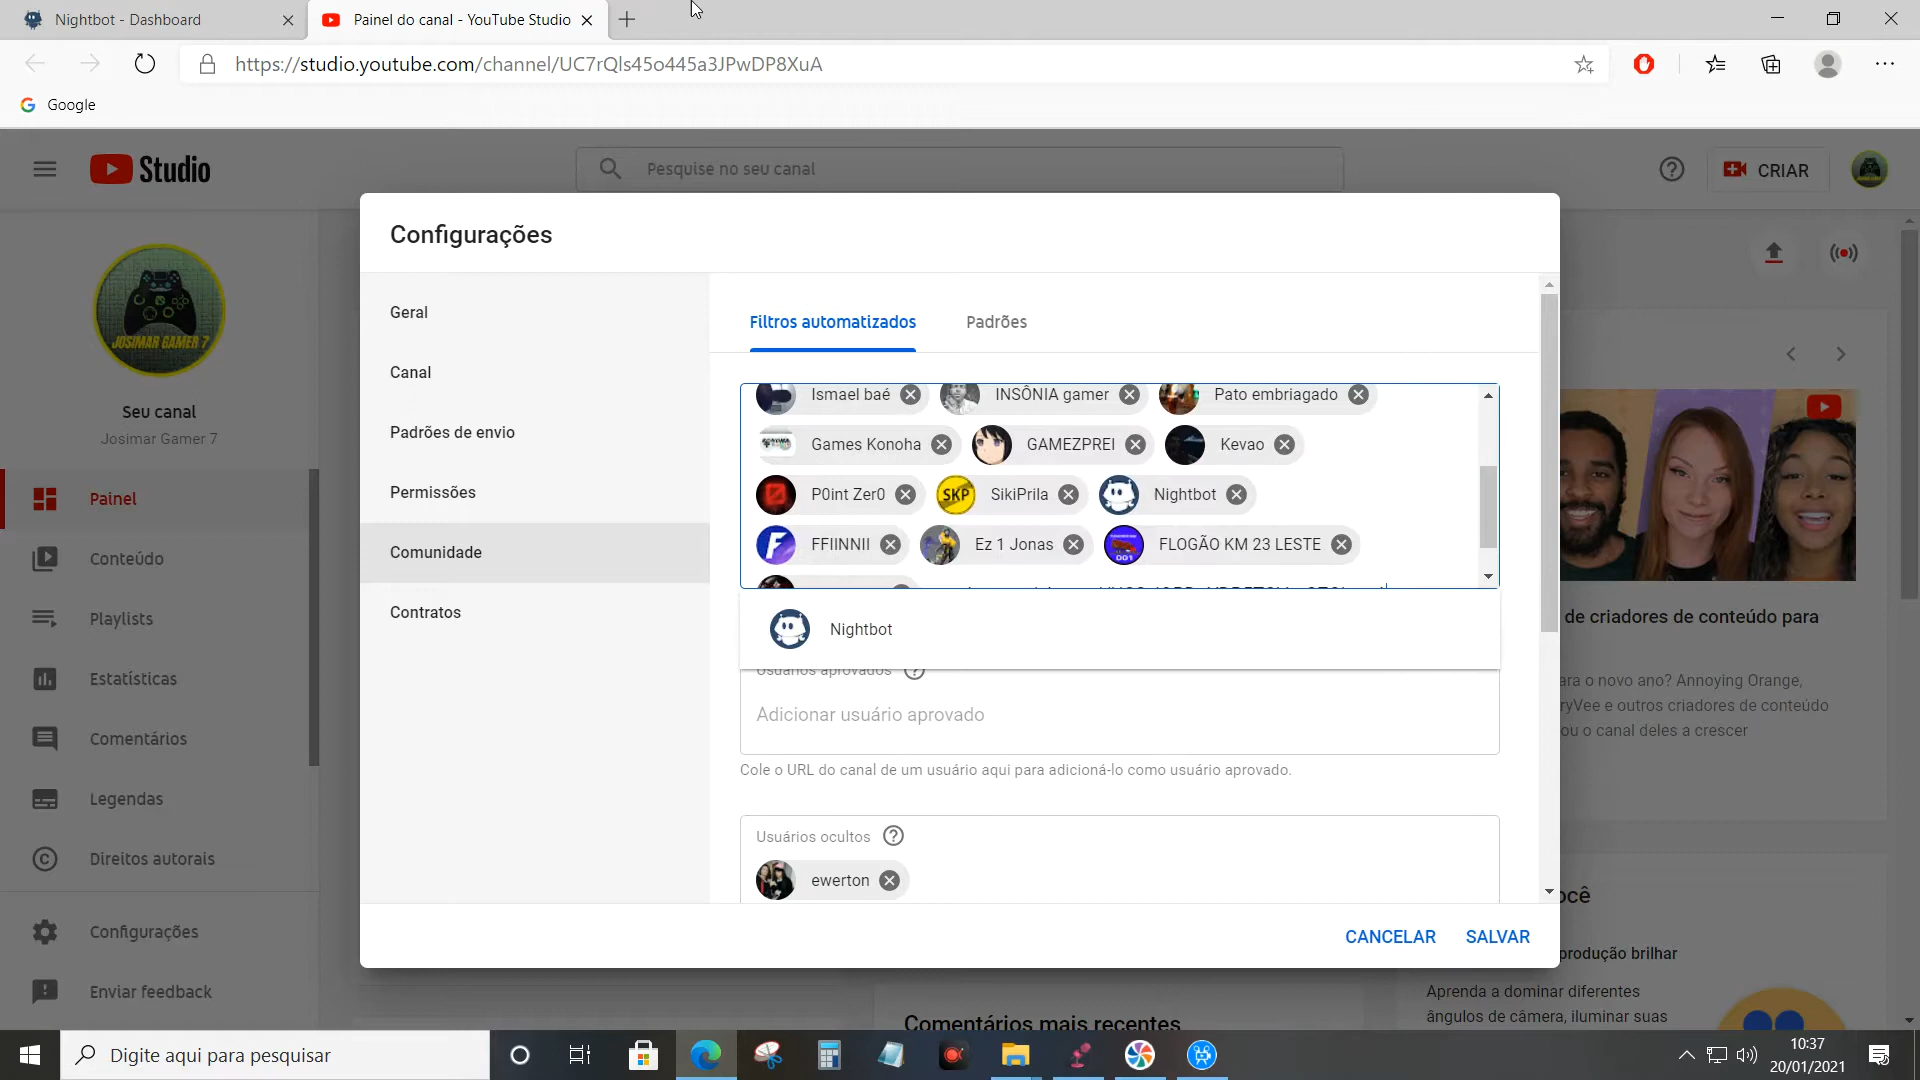 Nightbot - Dashboard
Painel do canal - YouTube Studio
https://studio.youtube.com/channel/UC7rQls45o445a3JPwDP8XuA
Google
Studio
Pesquise no seu canal
CRIAR
JOSIMAR GAMER 7
Seu canal
Josimar Gamer 7
Painel
Conteúdo
Playlists
Estatísticas
Comentários
Legendas
Direitos autorais
Configurações
Enviar feedback
Configurações
Geral
Canal
Padrões de envio
Permissões
Comunidade
Contratos
Filtros automatizados
Padrões
Ismael baé
INSÔNIA gamer
Pato embriagado
Games Konoha
GAMEZPREI
Kevao
P0int Zer0
SKP
SikiPrila
Nightbot
FFIINNII
Ez 1 Jonas
FLOGÃO KM 23 LESTE
Nightbot
Usuários aprovados
Adicionar usuário aprovado
Cole o URL do canal de um usuário aqui para adicioná-lo como usuário aprovado.
Usuários ocultos
ewerton
CANCELAR
SALVAR
de criadores de conteúdo para
ara o novo ano? Annoying Orange,
ryVee e outros criadores de conteúdo
ou o canal deles a crescer
ocê
produção brilhar
Aprenda a dominar diferentes
ângulos de câmera, iluminar suas
Comentários mais recentes
Digite aqui para pesquisar
10:37
20/01/2021